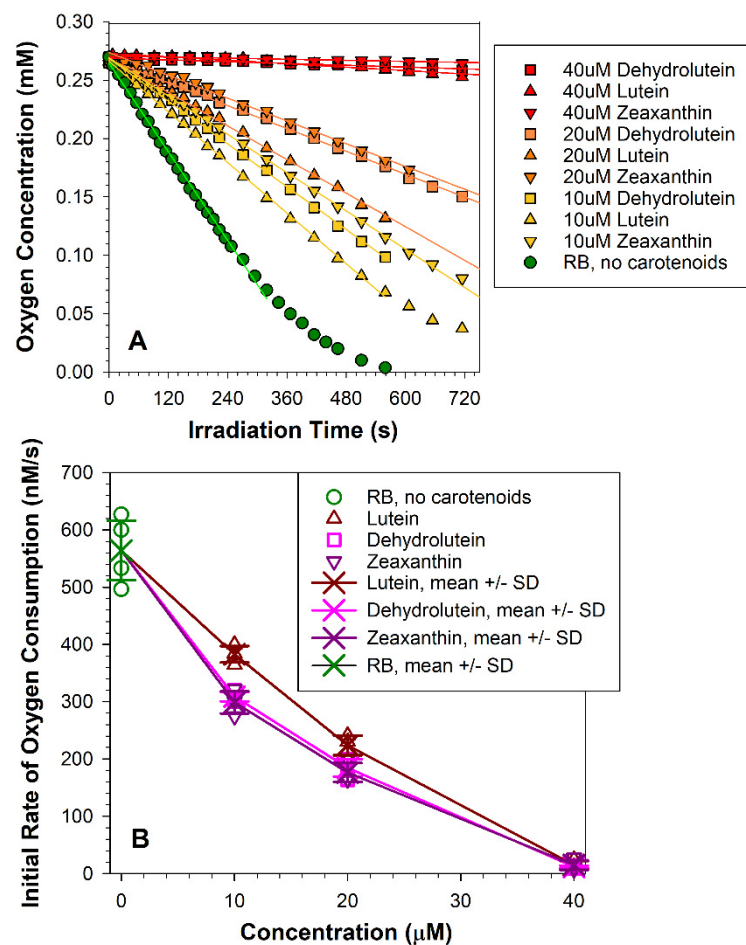 0.30
0.25
0.20
0.15
0.10
0.05
0.00
Oxygen Concentration (mM)
A
0 120 240 360 480 600 720
Irradiation Time (s)
40uM Dehydrolutein
40uM Lutein
40uM Zeaxanthin
20uM Dehydrolutein
20uM Lutein
20uM Zeaxanthin
10uM Dehydrolutein
10uM Lutein
10uM Zeaxanthin
RB, no carotenoids
700
600
500
400
300
200
100
0
Initial Rate of Oxygen Consumption (nM/s)
RB, no carotenoids
Lutein
Dehydrolutein
Zeaxanthin
Lutein, mean +/- SD
Dehydrolutein, mean +/- SD
Zeaxanthin, mean +/- SD
RB, mean +/- SD
B
0 10 20 30 40
Concentration (μM)